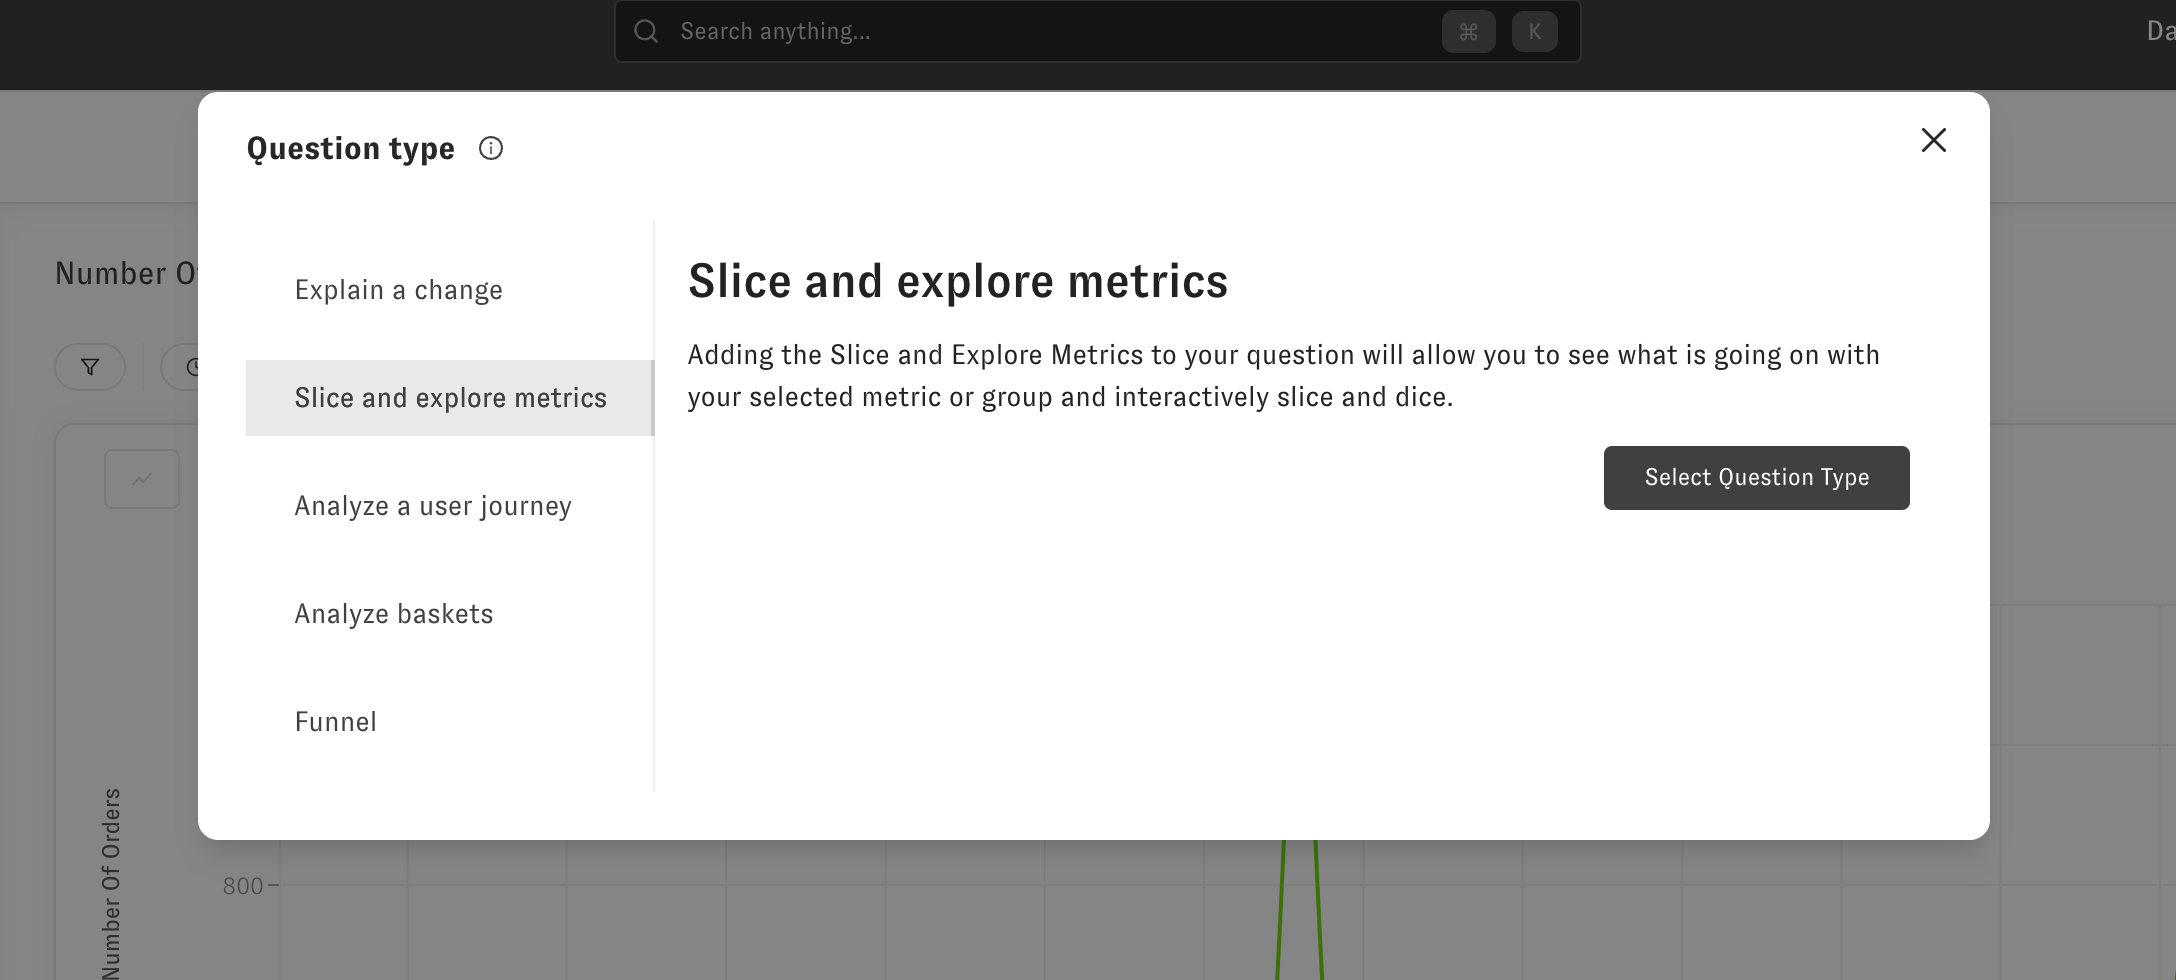 Search anything...
⌘ K
Question type
Number
Explain a change
Slice and explore metrics
Analyze a user journey
Analyze baskets
Funnel
Slice and explore metrics
Adding the Slice and Explore Metrics to your question will allow you to see what is going on with
your selected metric or group and interactively slice and dice.
Select Question Type
Number Of Orders
800